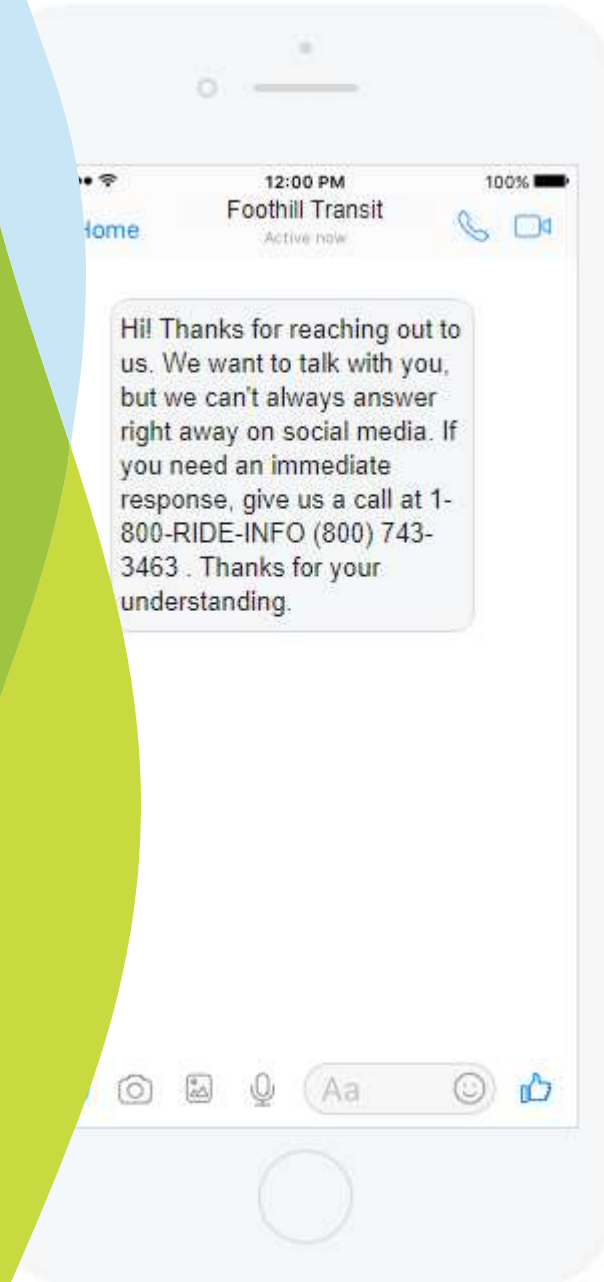 12:00 PM
100%
Home
Foothill Transit
Active now
Hi! Thanks for reaching out to
us. We want to talk with you,
but we can't always answer
right away on social media. If
you need an immediate
response, give us a call at 1-
800-RIDE-INFO (800) 743-
3463 . Thanks for your
understanding.
Aa